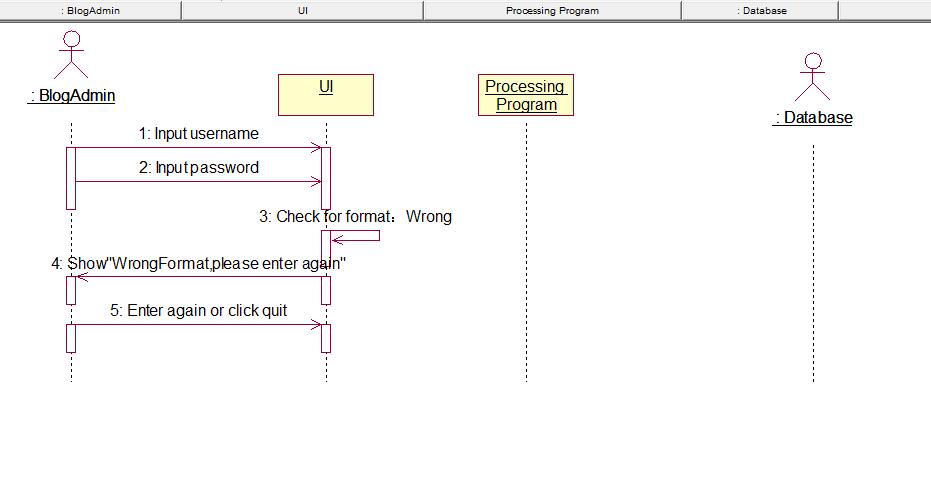 : BlogAdmin
UI
Processing Program
: Database
: BlogAdmin
UI
Processing
Program
: Database
1: Input username
2: Input password
3: Check for format：Wrong
4: Show"WrongFormat,please enter again"
5: Enter again or click quit